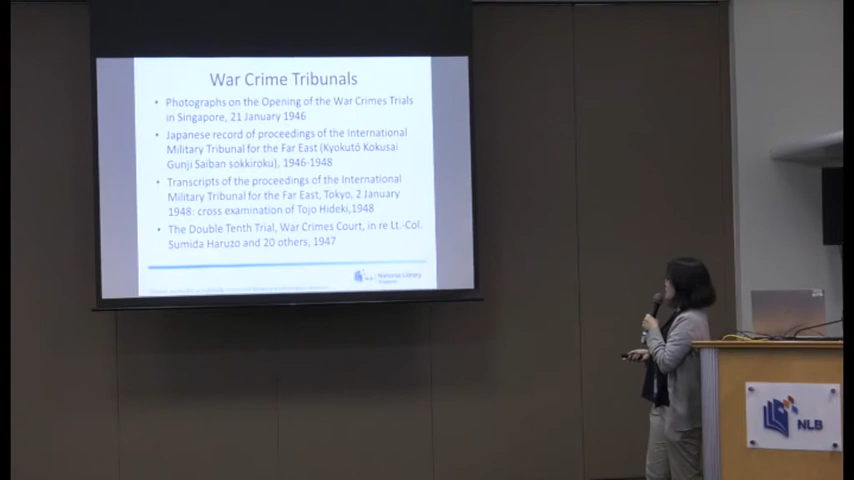 War Crime Tribunals
• Photographs on the Opening of the War Crimes Trials
in Singapore, 21 January 1946
• Japanese record of proceedings of the International
Military Tribunal for the Far East (Kyokutō Kokusai
Gunji Saiban sokkiroku), 1946-1948
• Transcripts of the proceedings of the International
Military Tribunal for the Far East, Tokyo, 2 January
1948: cross examination of Tojo Hideki,1948
• The Double Tenth Trial, War Crimes Court, in re Lt.-Col.
Sumida Haruzo and 20 others, 1947
NLB National Library
Singapore
NLB